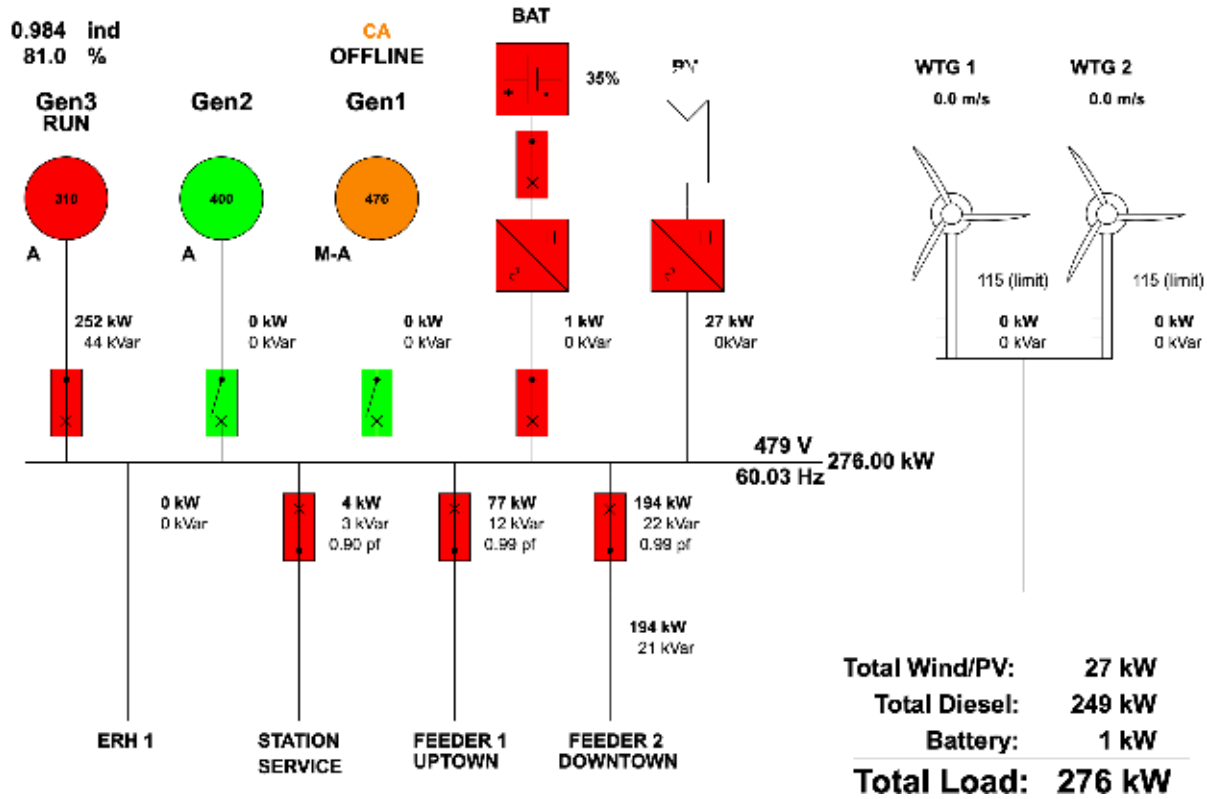 0.984 ind
81.0 %
CA
OFFLINE
BAT
35%
PV
WTG 1
0.0 m/s
WTG 2
0.0 m/s
Gen3
RUN
Gen2
Gen1
310
400
476
A
A
M-A
115 (limit)
115 (limit)
252 kW
44 kVar
0 kW
0 kVar
0 kW
0 kVar
1 kW
0 kVar
27 kW
0kVar
0 kW
0 kVar
0 kW
0 kVar
479 V
60.03 Hz
276.00 kW
0 kW
0 kVar
4 kW
3 kVar
0.90 pf
77 kW
12 kVar
0.99 pf
194 kW
22 kVar
0.99 pf
194 kW
21 kVar
ERH 1
STATION
SERVICE
FEEDER 1
UPTOWN
FEEDER 2
DOWNTOWN
Total Wind/PV: 27 kW
Total Diesel: 249 kW
Battery: 1 kW
Total Load: 276 kW